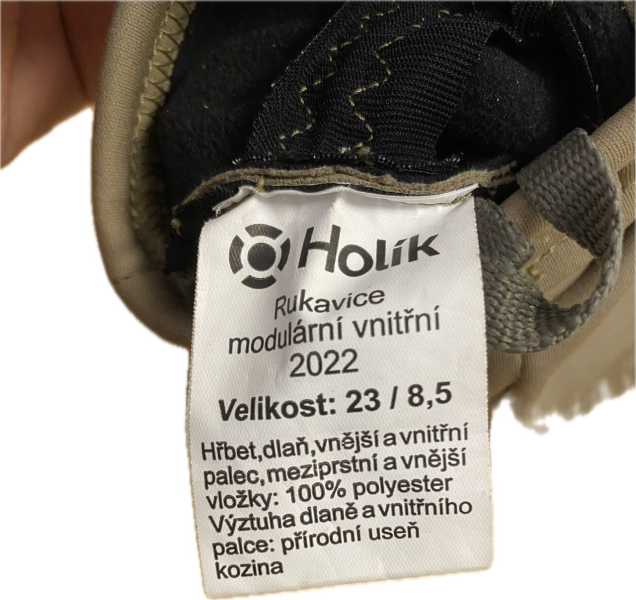 Holík
Rukavice
modulární vnitřní
2022
Velikost: 23 / 8,5
Hřbet,dlaň,vnější a vnitřní
palec,meziprstní a vnější
vložky: 100% polyester
Výztuha dlaně a vnitřního
palce: přírodní useň
kozina